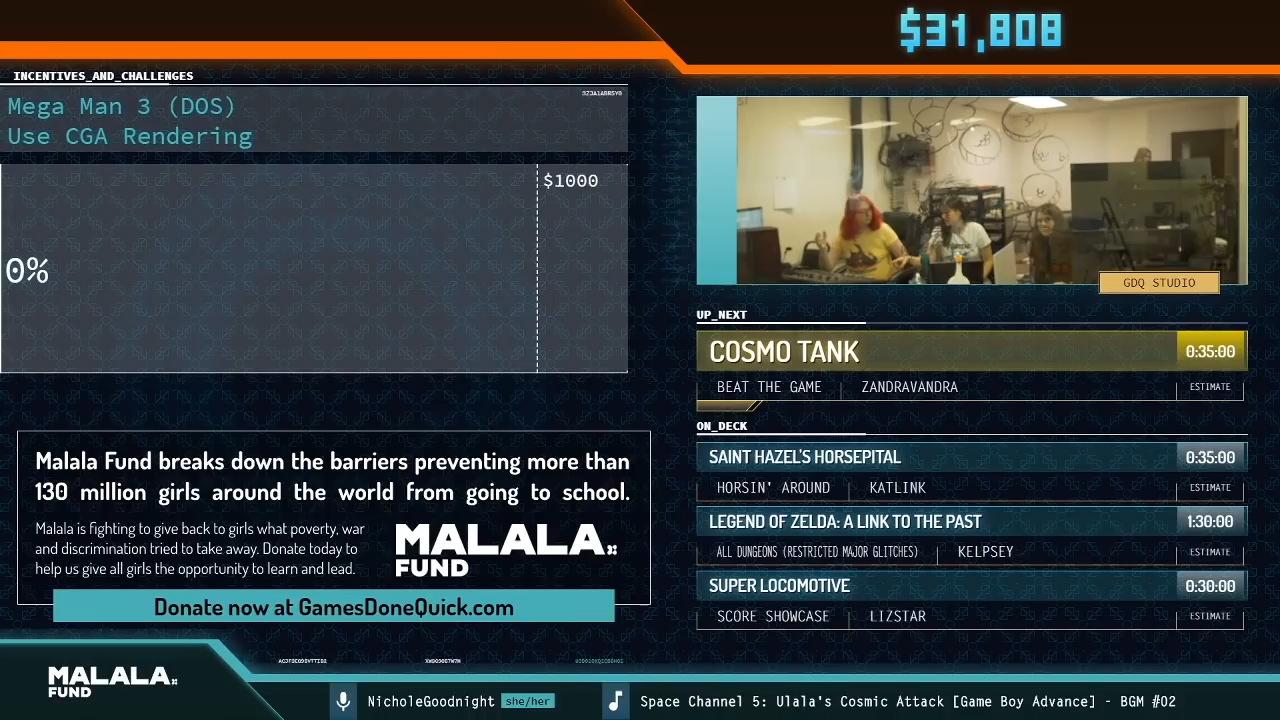 $31,808
INCENTIVES_AND_CHALLENGES
Mega Man 3 (DOS)
Use CGA Rendering
$1000
0%
GDQ STUDIO
UP_NEXT
COSMO TANK
0:35:00
BEAT THE GAME
ZANDRAVANDRA
ESTIMATE
ON_DECK
SAINT HAZEL'S HORSEPITAL
0:35:00
HORSIN' AROUND
KATLINK
ESTIMATE
LEGEND OF ZELDA: A LINK TO THE PAST
1:30:00
ALL DUNGEONS (RESTRICTED MAJOR GLITCHES)
KELPSEY
ESTIMATE
SUPER LOCOMOTIVE
0:30:00
SCORE SHOWCASE
LIZSTAR
ESTIMATE
Malala Fund breaks down the barriers preventing more than
130 million girls around the world from going to school.
Malala is fighting to give back to girls what poverty, war
and discrimination tried to take away. Donate today to
help us give all girls the opportunity to learn and lead.
MALALA
FUND
Donate now at GamesDoneQuick.com
MALALA
FUND
NicholeGoodnight she/her
Space Channel 5: Ulala's Cosmic Attack [Game Boy Advance] - BGM #02